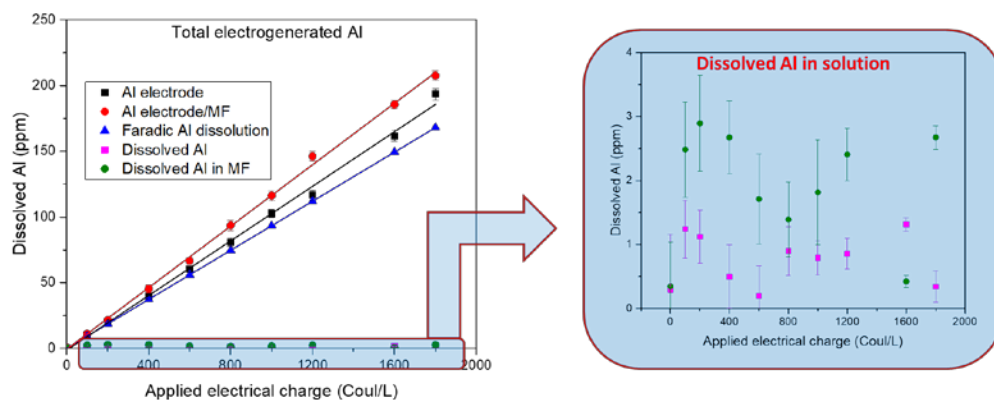 Total electrogenerated Al
Al electrode
Al electrode/MF
Faradic Al dissolution
Dissolved Al
Dissolved Al in MF
Dissolved Al (ppm)
250
200
150
100
50
0
0
400
800
1200
1600
2000
Applied electrical charge (Coul/L)
Dissolved Al in solution
Dissolved Al (ppm)
4
3
2
1
0
0
400
800
1200
1600
2000
Applied electrical charge (Coul/L)